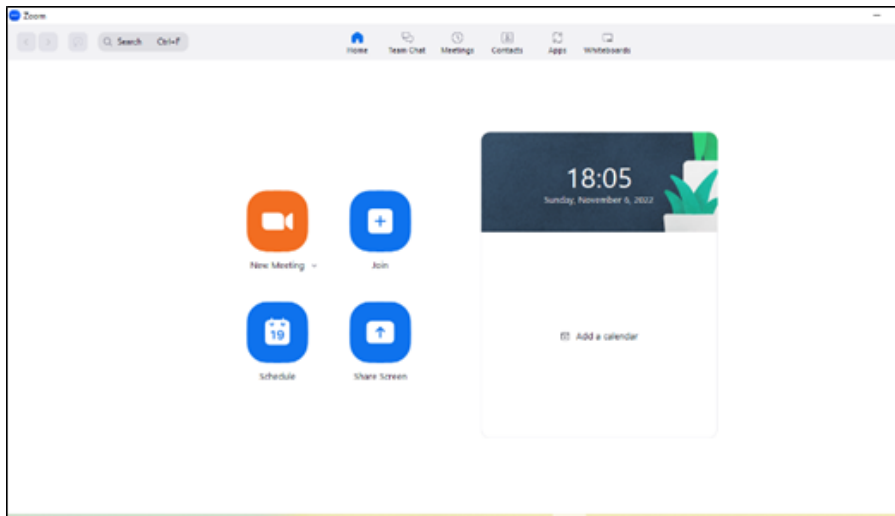 Zoom
Search Ctrl+F
Home Team Chat Meetings Contacts Apps Whiteboards
18:05
Sunday, November 6, 2022
New Meeting
Join
Add a calendar
19
Schedule
Share Screen